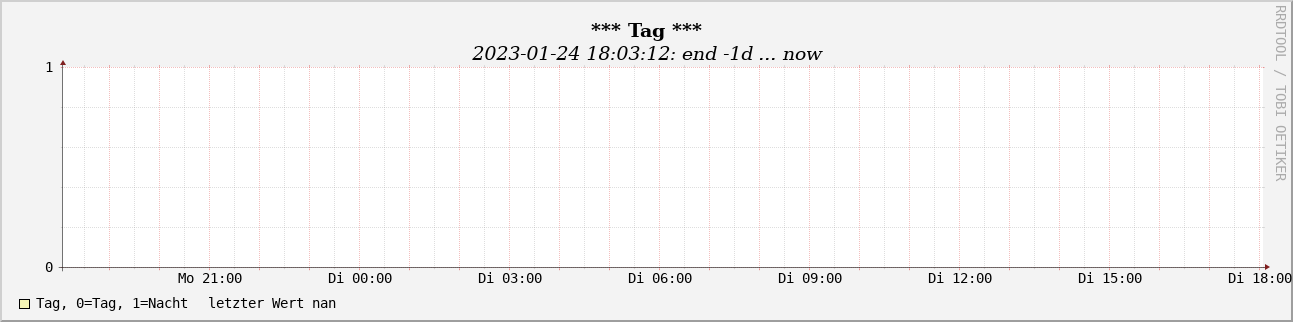 *** Tag ***
2023-01-24 18:03:12: end -1d ... now
RRDTOOL / TOBI OETIKER
1
0
Mo 21:00 Di 00:00 Di 03:00 Di 06:00 Di 09:00 Di 12:00 Di 15:00 Di 18:00
Tag, 0=Tag, 1=Nacht letzter Wert nan